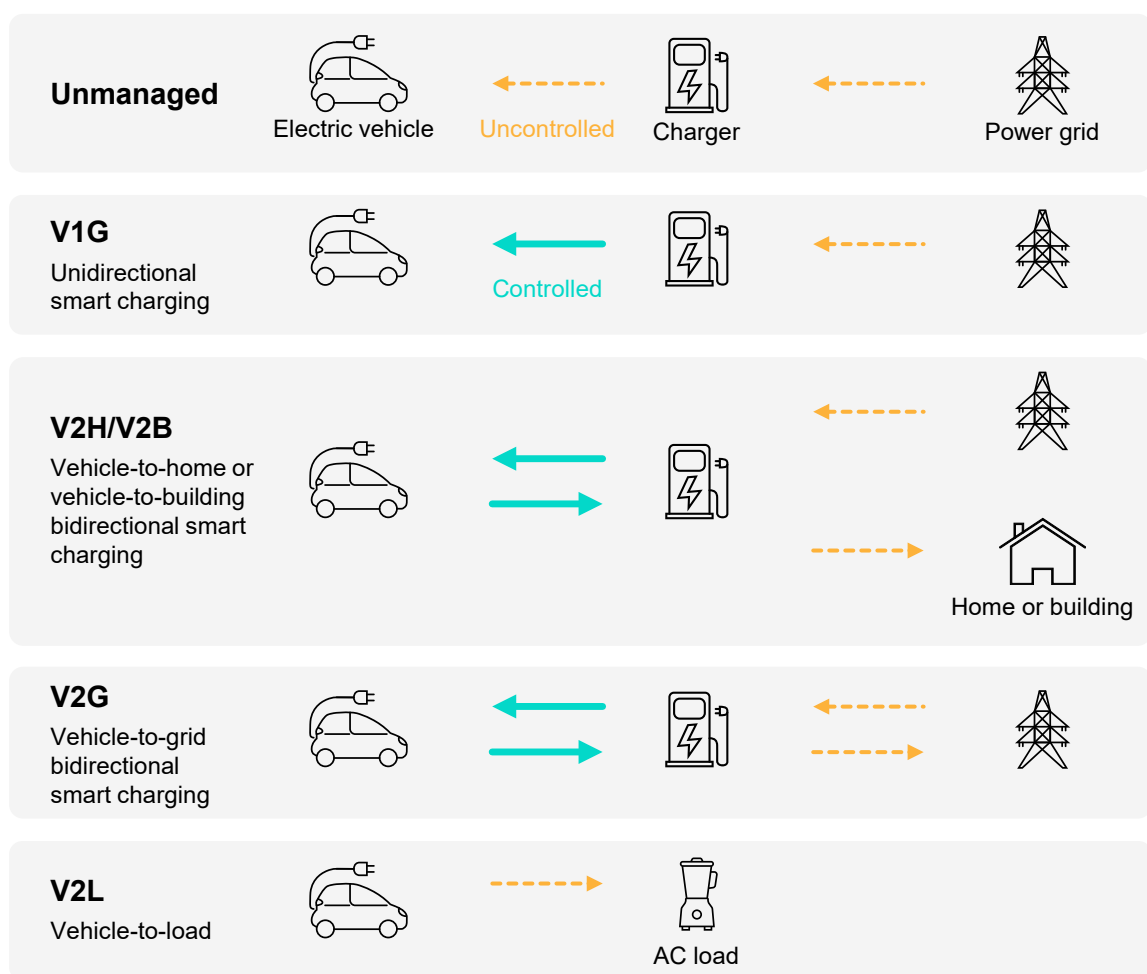 Unmanaged
Electric vehicle
Uncontrolled
Charger
Power grid
V1G
Unidirectional
smart charging
Controlled
V2H/V2B
Vehicle-to-home or
vehicle-to-building
bidirectional smart
charging
Home or building
V2G
Vehicle-to-grid
bidirectional
smart charging
V2L
Vehicle-to-load
AC load